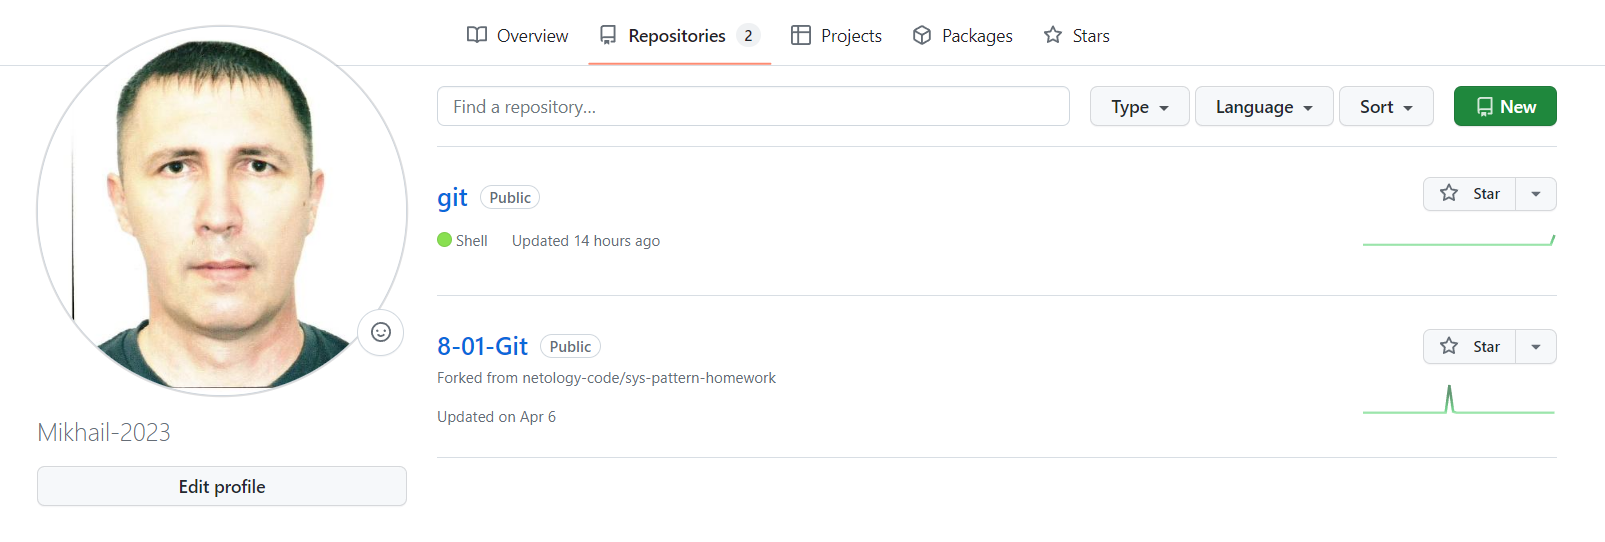 Overview Repositories 2 Projects Packages Stars
Find a repository... Type Language Sort New
git Public Star
Shell Updated 14 hours ago
8-01-Git Public Star
Forked from netology-code/sys-pattern-homework
Updated on Apr 6
Mikhail-2023
Edit profile